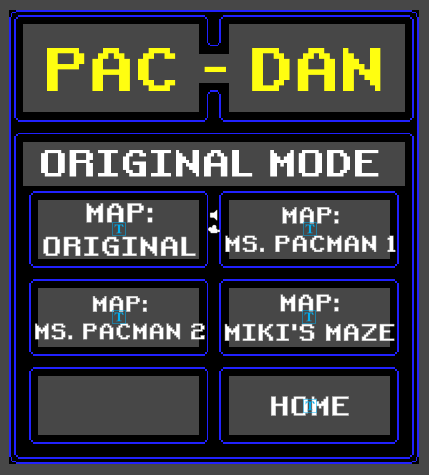 PAC - DAN
ORIGINAL MODE
MAP:
ORIGINAL
MAP:
MS. PACMAN 1
MAP:
MS. PACMAN 2
MAP:
MIKI'S MAZE
HOME